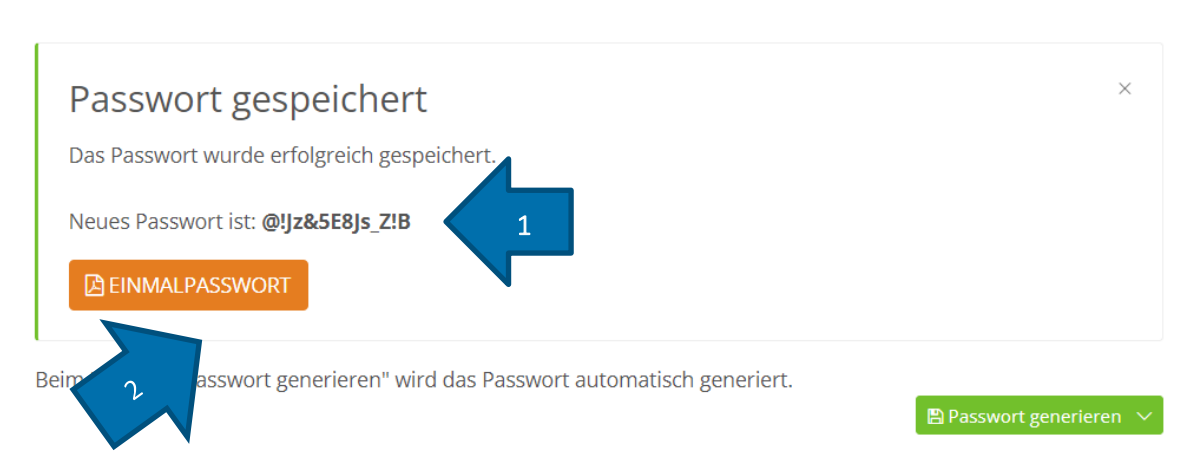 Passwort gespeichert
×
Das Passwort wurde erfolgreich gespeichert.
Neues Passwort ist: @!Jz&5E8Js_Z!B
1
EINMALPASSWORT
2
asswort generieren" wird das Passwort automatisch generiert.
Passwort generieren